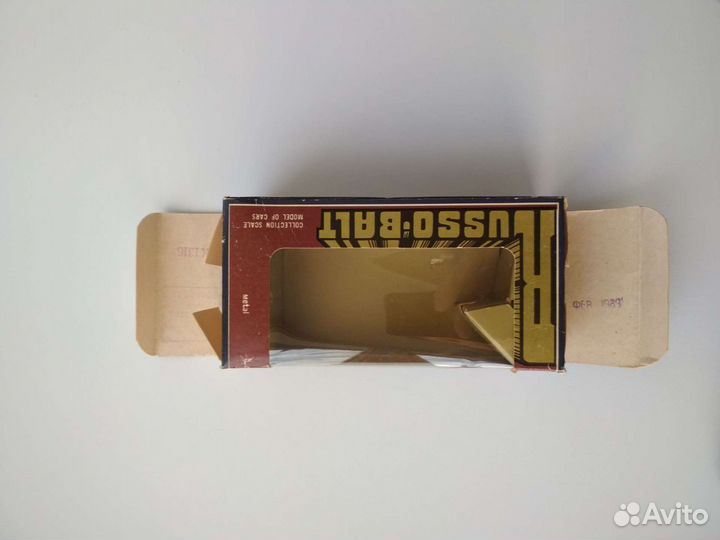 RUSSO-BALT
COLLECTION SCALE
MODEL OF CARS
Metal
ФЕВ 1989
Avito